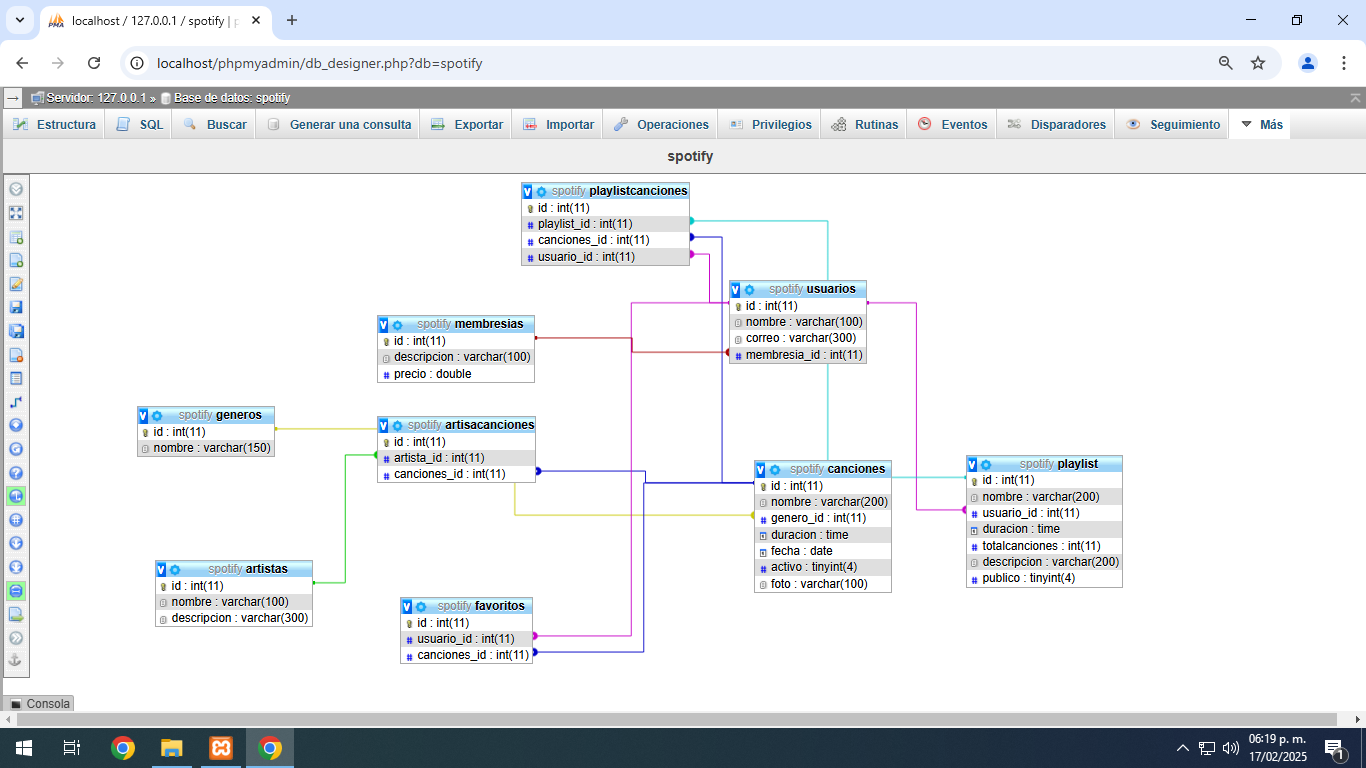 localhost / 127.0.0.1 / spotify | p
localhost/phpmyadmin/db_designer.php?db=spotify
Servidor: 127.0.0.1 » Base de datos: spotify
Estructura SQL Buscar Generar una consulta Exportar Importar Operaciones Privilegios Rutinas Eventos Disparadores Seguimiento Más
spotify
spotify playlistcanciones
id : int(11)
playlist_id : int(11)
canciones_id : int(11)
usuario_id : int(11)
spotify usuarios
id : int(11)
nombre : varchar(100)
correo : varchar(300)
membresia_id : int(11)
spotify membresias
id : int(11)
descripcion : varchar(100)
precio : double
spotify generos
id : int(11)
nombre : varchar(150)
spotify artisacanciones
id : int(11)
artista_id : int(11)
canciones_id : int(11)
spotify canciones
id : int(11)
nombre : varchar(200)
genero_id : int(11)
duracion : time
fecha : date
activo : tinyint(4)
foto : varchar(100)
spotify playlist
id : int(11)
nombre : varchar(200)
usuario_id : int(11)
duracion : time
totalcanciones : int(11)
descripcion : varchar(200)
publico : tinyint(4)
spotify artistas
id : int(11)
nombre : varchar(100)
descripcion : varchar(300)
spotify favoritos
id : int(11)
usuario_id : int(11)
canciones_id : int(11)
Consola
06:19 p. m.
17/02/2025
1